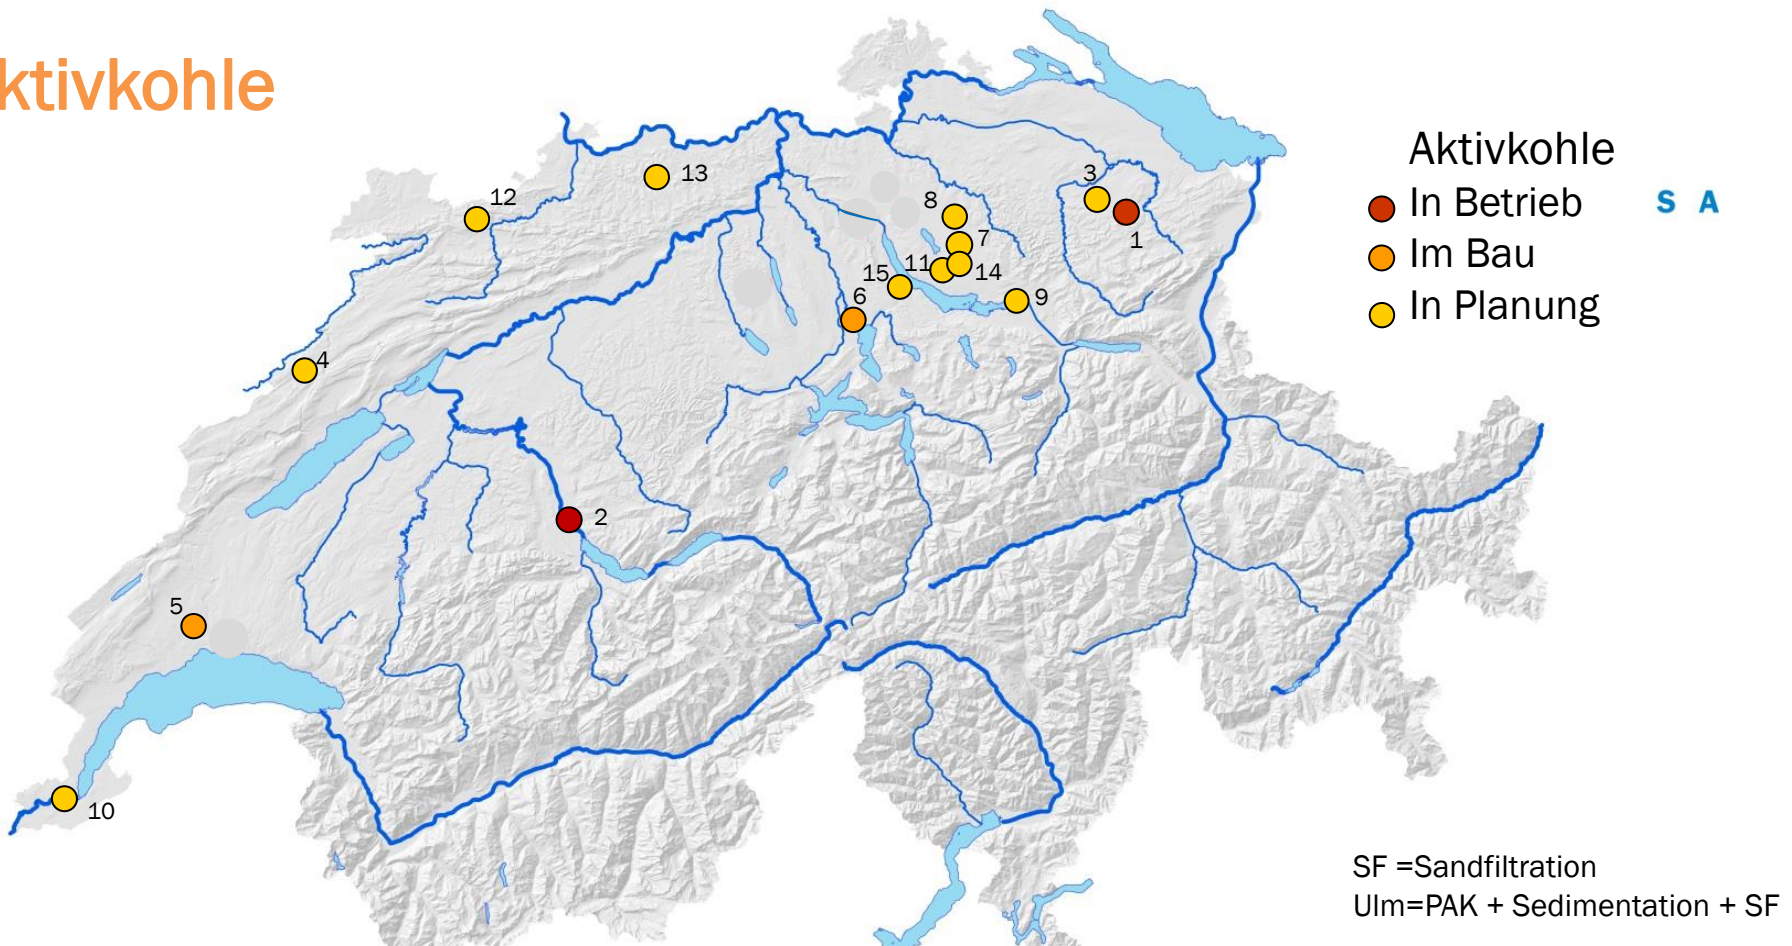 ktivkohle
Aktivkohle
In Betrieb
S A
Im Bau
In Planung
13
12
3
8
1
7
11
14
15
6
9
4
2
5
10
SF =Sandfiltration
Ulm=PAK + Sedimentation + SF